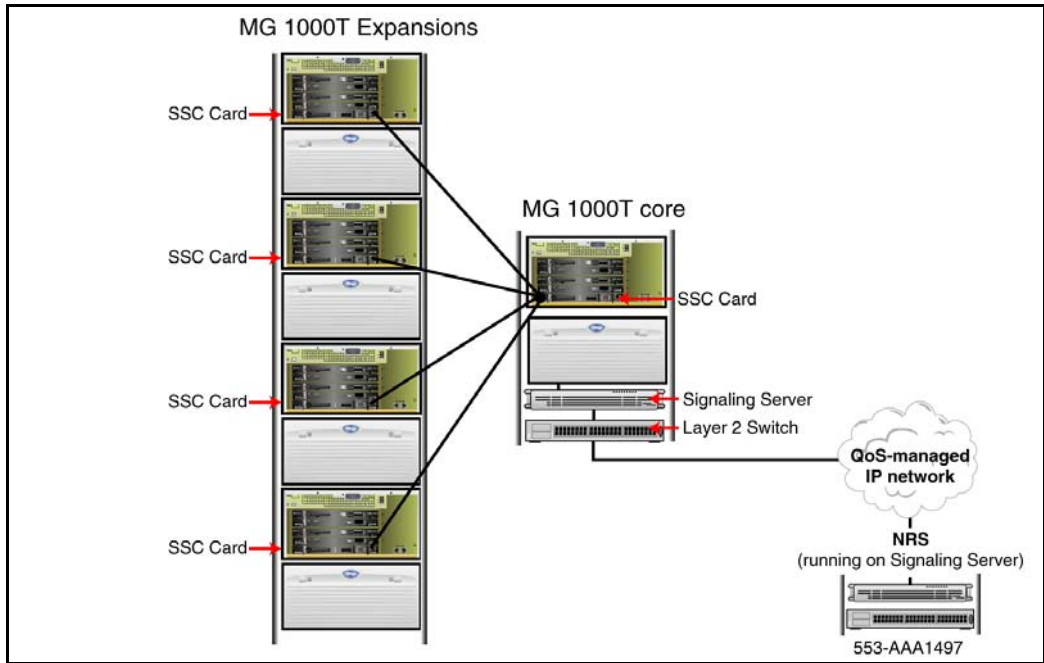 MG 1000T Expansions
SSC Card
SSC Card
SSC Card
SSC Card
MG 1000T core
SSC Card
Signaling Server
Layer 2 Switch
QoS-managed
IP network
NRS
(running on Signaling Server)
553-AAA1497